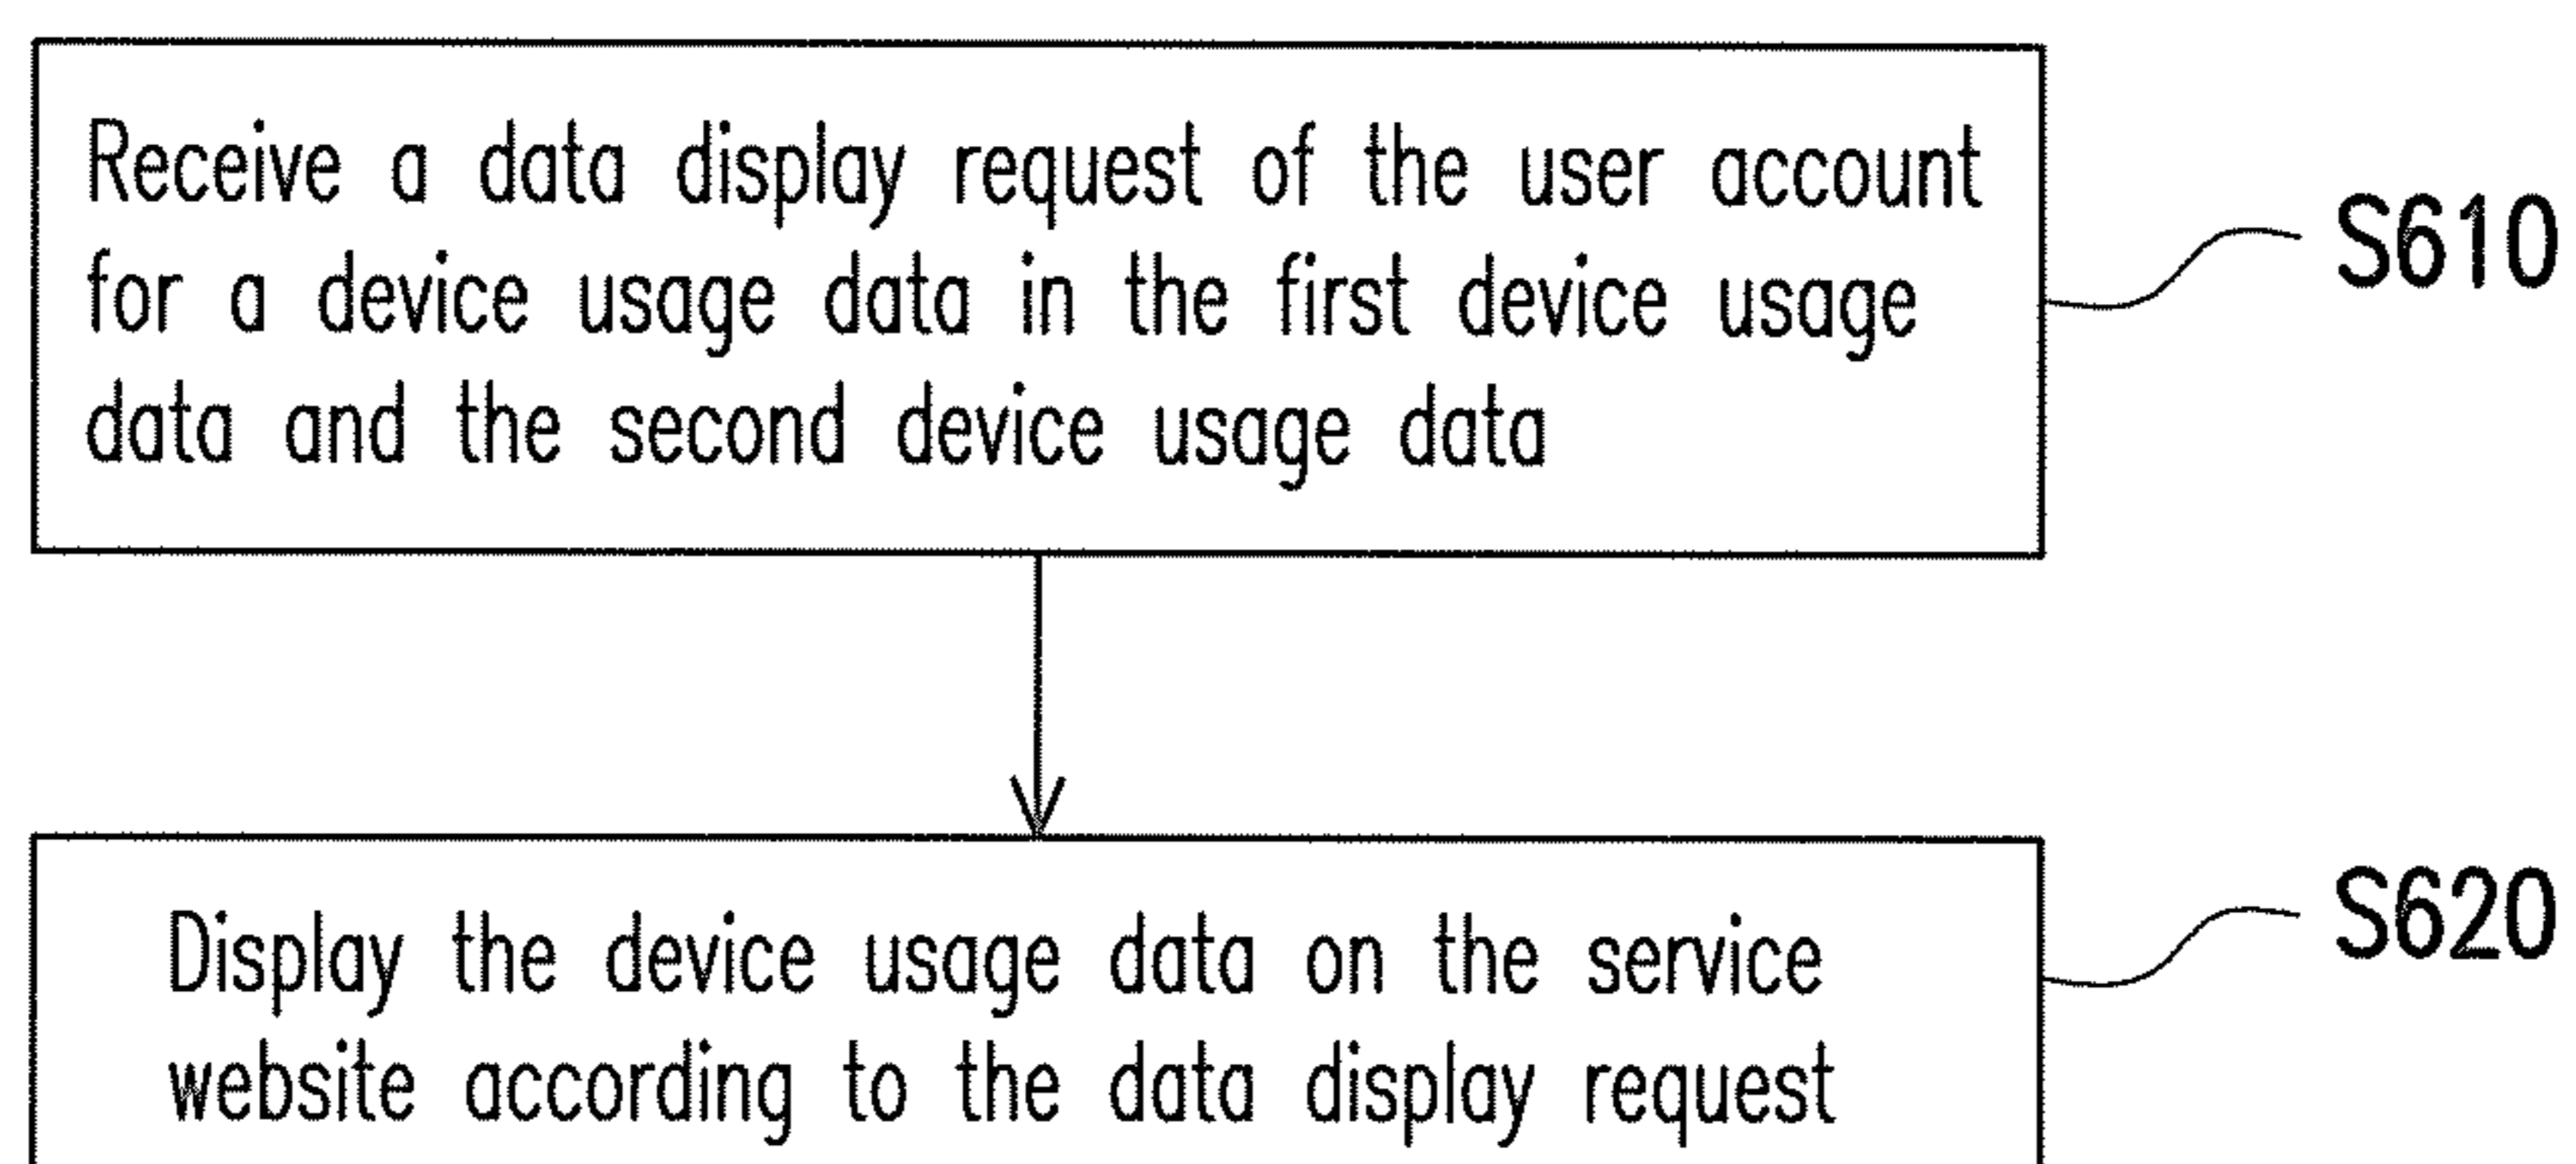 Receive a data display request of the user account
for a device usage data in the first device usage
data and the second device usage data
S610
Display the device usage data on the service
website according to the data display request
S620